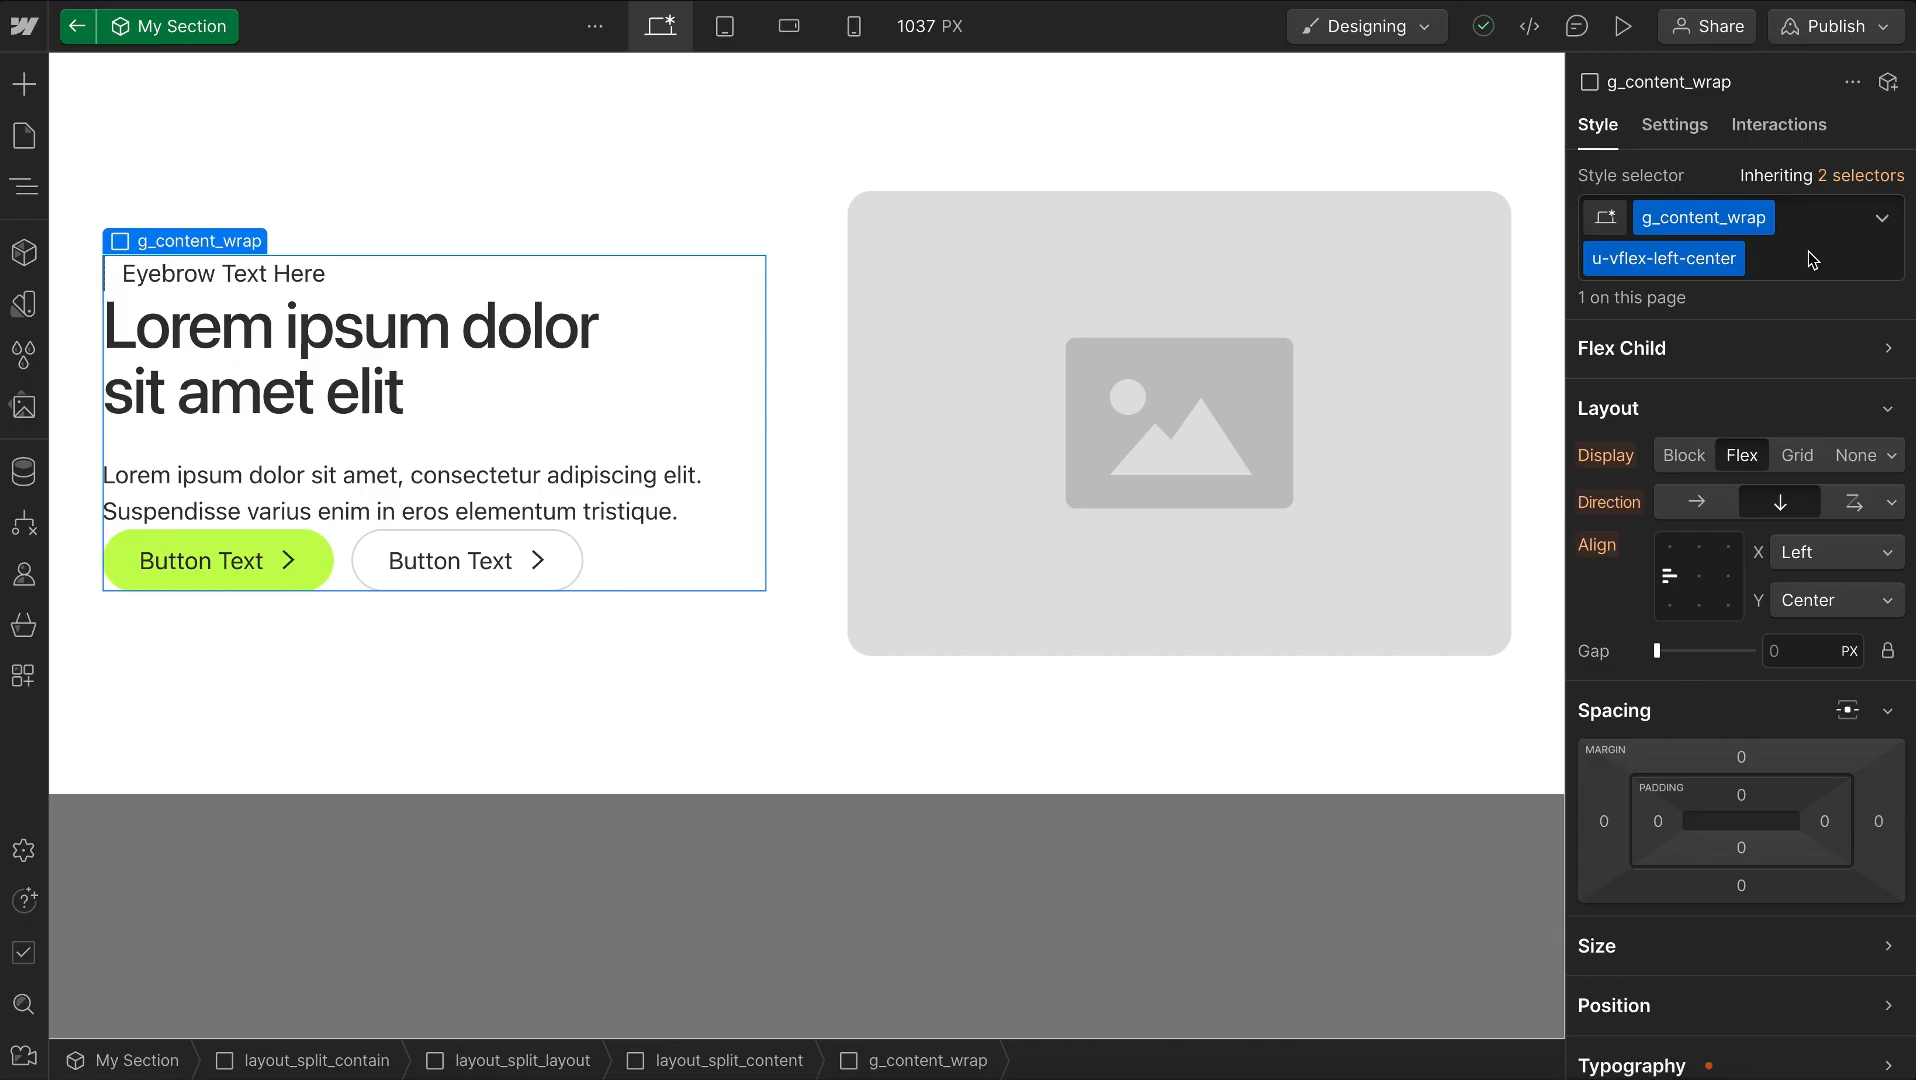 My Section
1037 PX
Designing
Share
Publish
g_content_wrap
Eyebrow Text Here
Lorem ipsum dolor
sit amet elit
Lorem ipsum dolor sit amet, consectetur adipiscing elit.
Suspendisse varius enim in eros elementum tristique.
Button Text
Button Text
g_content_wrap
Style
Settings
Interactions
Style selector
Inheriting 2 selectors
g_content_wrap
u-vflex-left-center
1 on this page
Flex Child
Layout
Display
Block
Flex
Grid
None
Direction
Align
X
Left
Y
Center
Gap
0
PX
Spacing
MARGIN
0
PADDING
0
0
0
0
0
0
0
Size
Position
Typography
My Section
layout_split_contain
layout_split_layout
layout_split_content
g_content_wrap